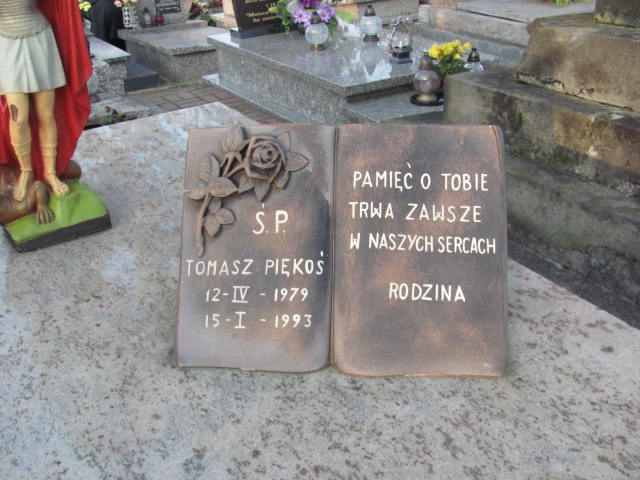 Ś.P.
TOMASZ PIĘKOŚ
12-IV-1979
15-I-1993
PAMIĘĆ O TOBIE
TRWA ZAWSZE
W NASZYCH SERCACH
RODZINA